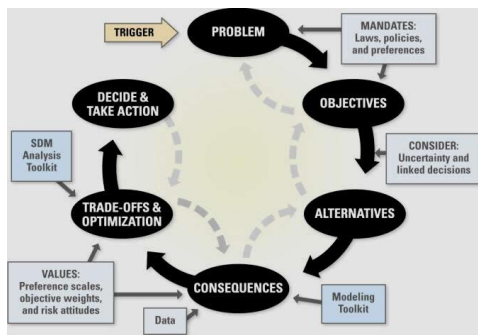 TRIGGER
PROBLEM
MANDATES:
Laws, policies,
and preferences
DECIDE &
TAKE ACTION
OBJECTIVES
SDM
Analysis
Toolkit
CONSIDER:
Uncertainty and
linked decisions
TRADE-OFFS &
OPTIMIZATION
ALTERNATIVES
VALUES:
Preference scales,
objective weights,
and risk attitudes
CONSEQUENCES
Data
Modeling
Toolkit